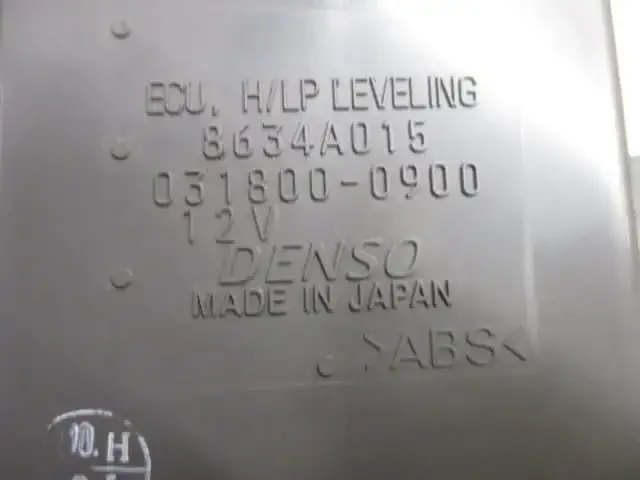 ECU, H/LP LEVELING
8634A015
031800-0900
12V
DENSO
MADE IN JAPAN
>ABS<
10. H